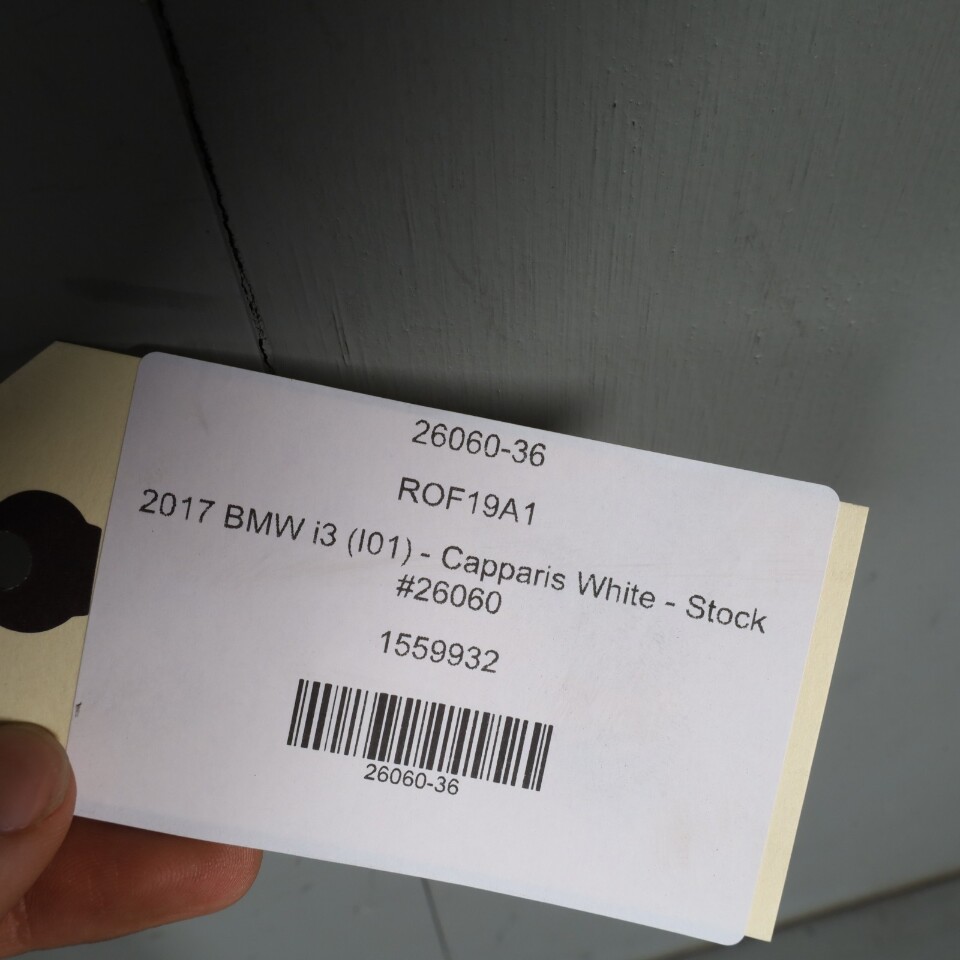 26060-36
ROF19A1
2017 BMW i3 (I01) - Capparis White - Stock
#26060
1559932
26060-36